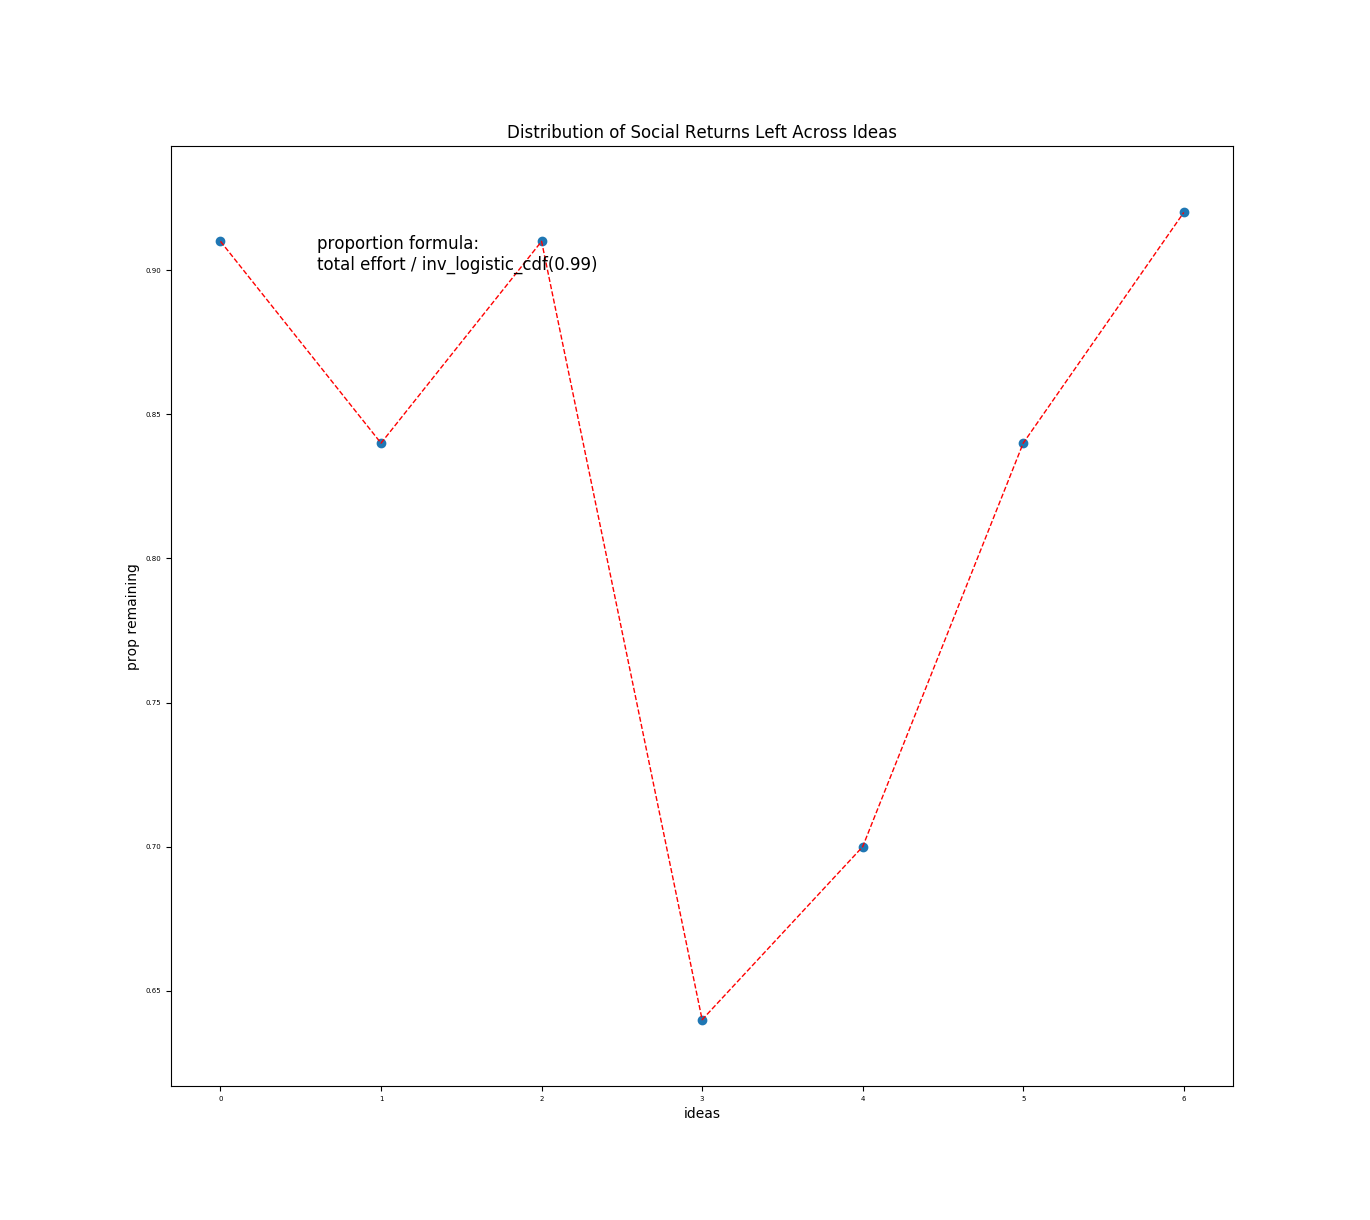 Distribution of Social Returns Left Across Ideas
proportion formula:
total effort / inv_logistic_cdf(0.99)
0.90
0.85
0.80
0.75
0.70
0.65
prop remaining
0 1 2 3 4 5 6
ideas